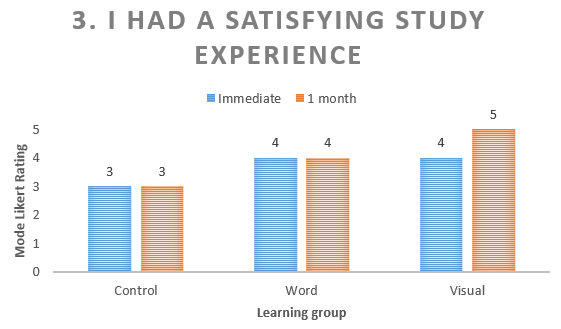 3. I HAD A SATISFYING STUDY
EXPERIENCE
Immediate 1 month
Mode Likert Rating
5
4
3
2
1
0
3 3 4 4 4 5
Control Word Visual
Learning group